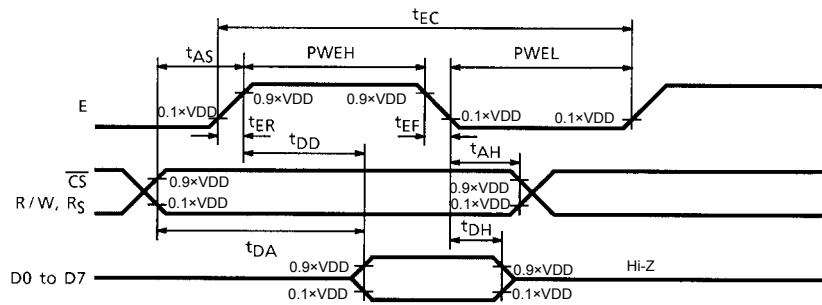 tEC
tAS PWEH PWEL
E 0.1×VDD 0.9×VDD 0.9×VDD 0.1×VDD 0.1×VDD
tER tEF
tDD tAH
CS 0.9×VDD 0.9×VDD
R/W, RS 0.1×VDD 0.1×VDD
tDA tDH
D0 to D7 0.9×VDD 0.9×VDD Hi-Z
0.1×VDD 0.1×VDD